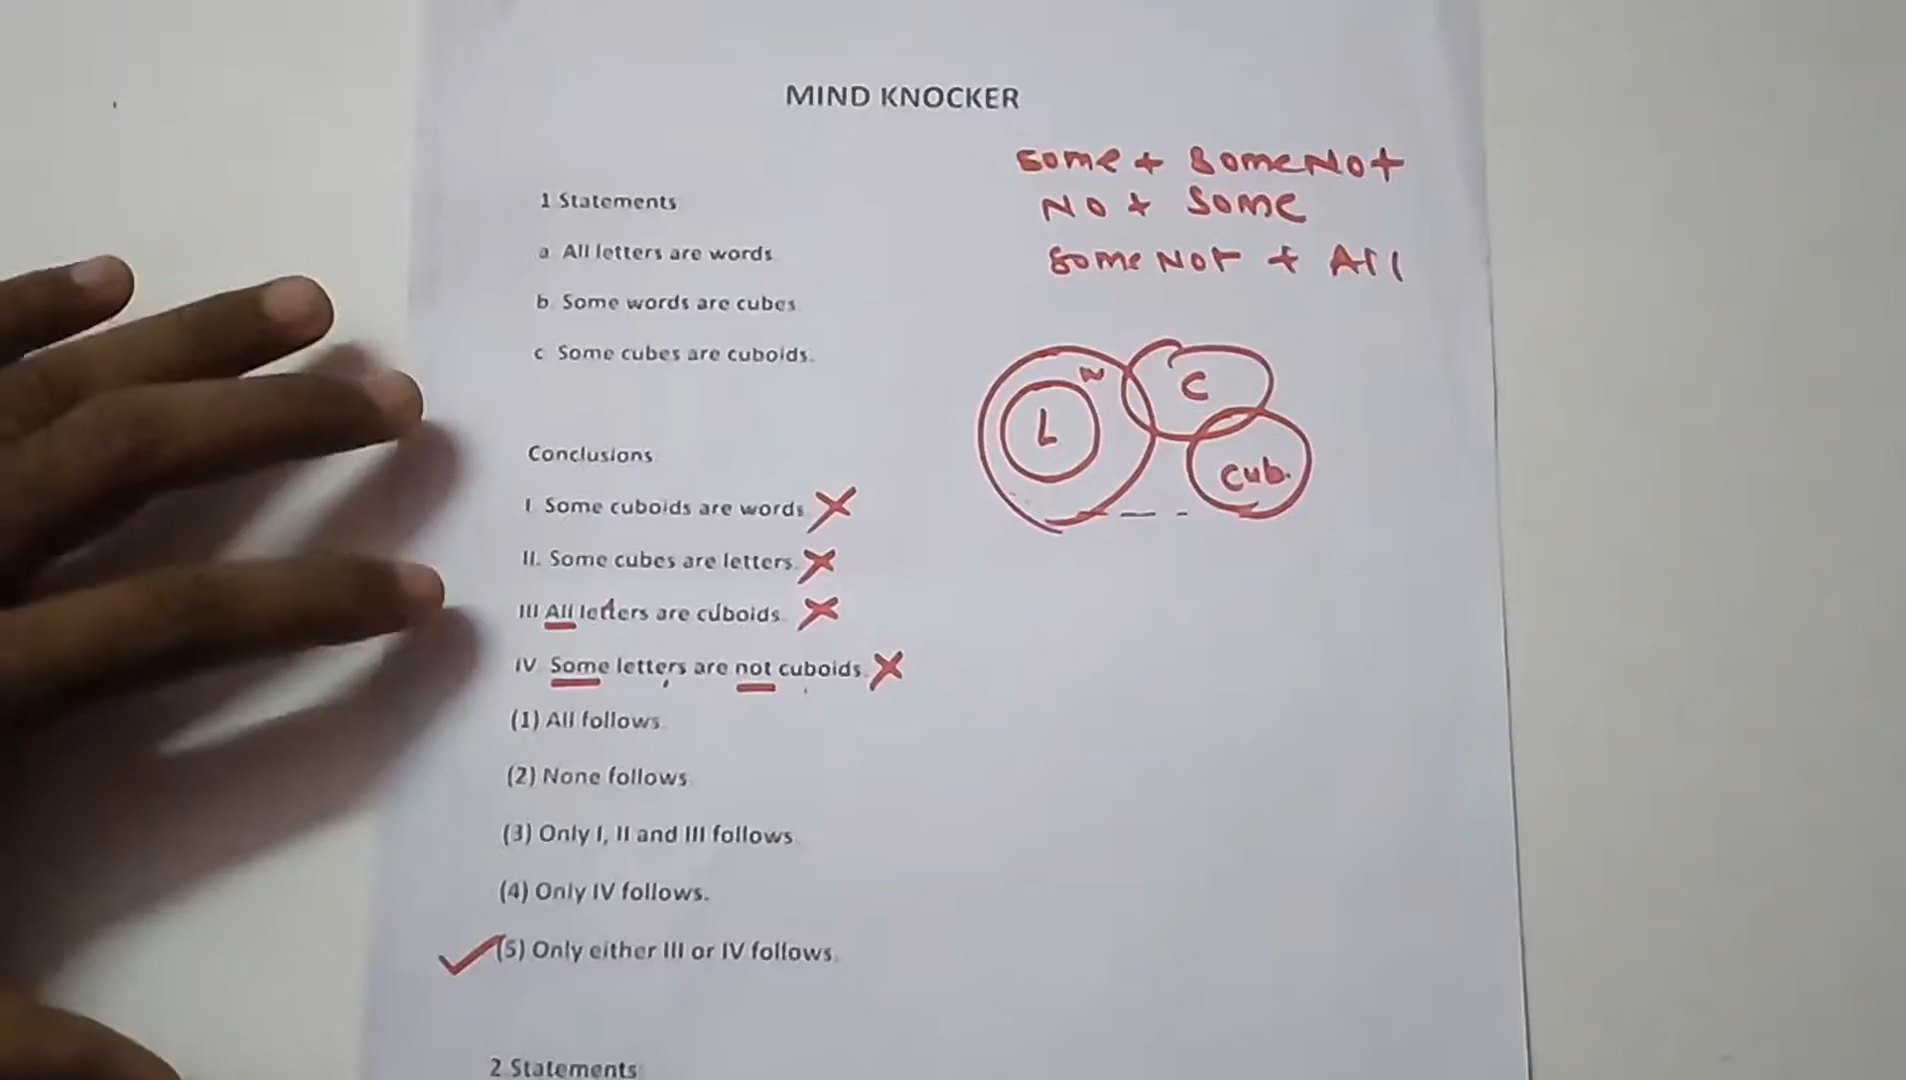 MIND KNOCKER
some + some Not
No + Some
some Not + All
1 Statements
a. All letters are words
b. Some words are cubes
c Some cubes are cuboids.
W
C
L
Cub.
Conclusions
I. Some cuboids are words
II. Some cubes are letters.
III All letters are cuboids.
IV. Some letters are not cuboids.
(1) All follows.
(2) None follows
(3) Only I, II and III follows.
(4) Only IV follows.
(5) Only either III or IV follows.
2 Statements: